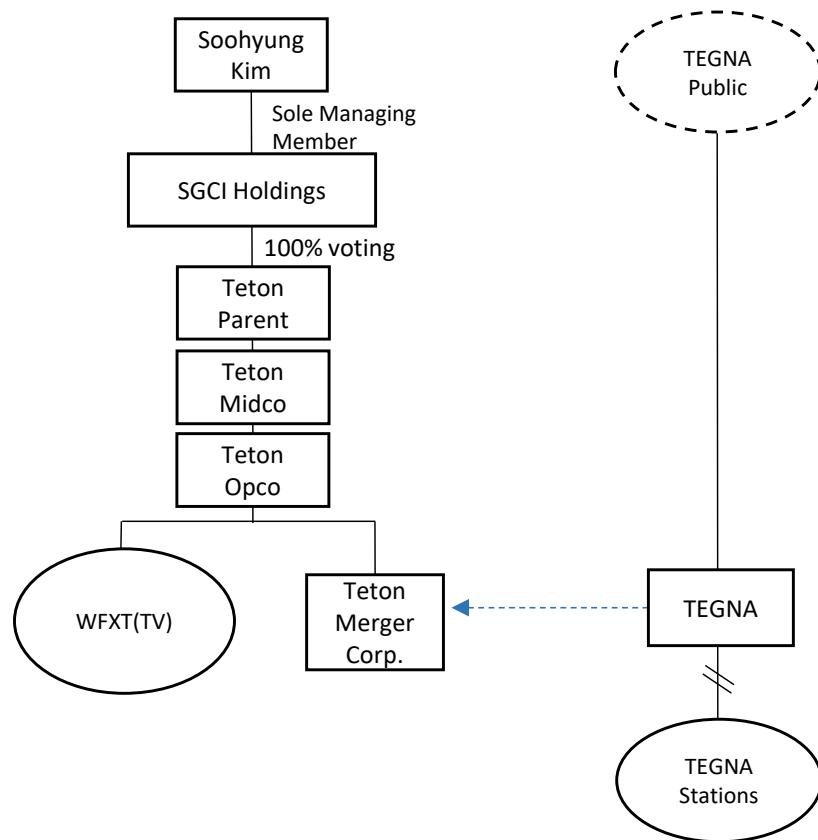 Soohyung
Kim
TEGNA
Public
Sole Managing
Member
SGCI Holdings
100% voting
Teton
Parent
Teton
Midco
Teton
Opco
WFXT(TV)
Teton
Merger
Corp.
TEGNA
TEGNA
Stations